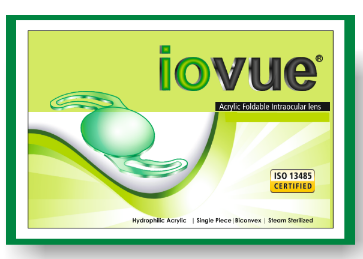 iovue®
Acrylic Foldable Intraocular lens
ISO 13485
CERTIFIED
Hydrophilic Acrylic | Single Piece |Biconvex | Steam Sterilized